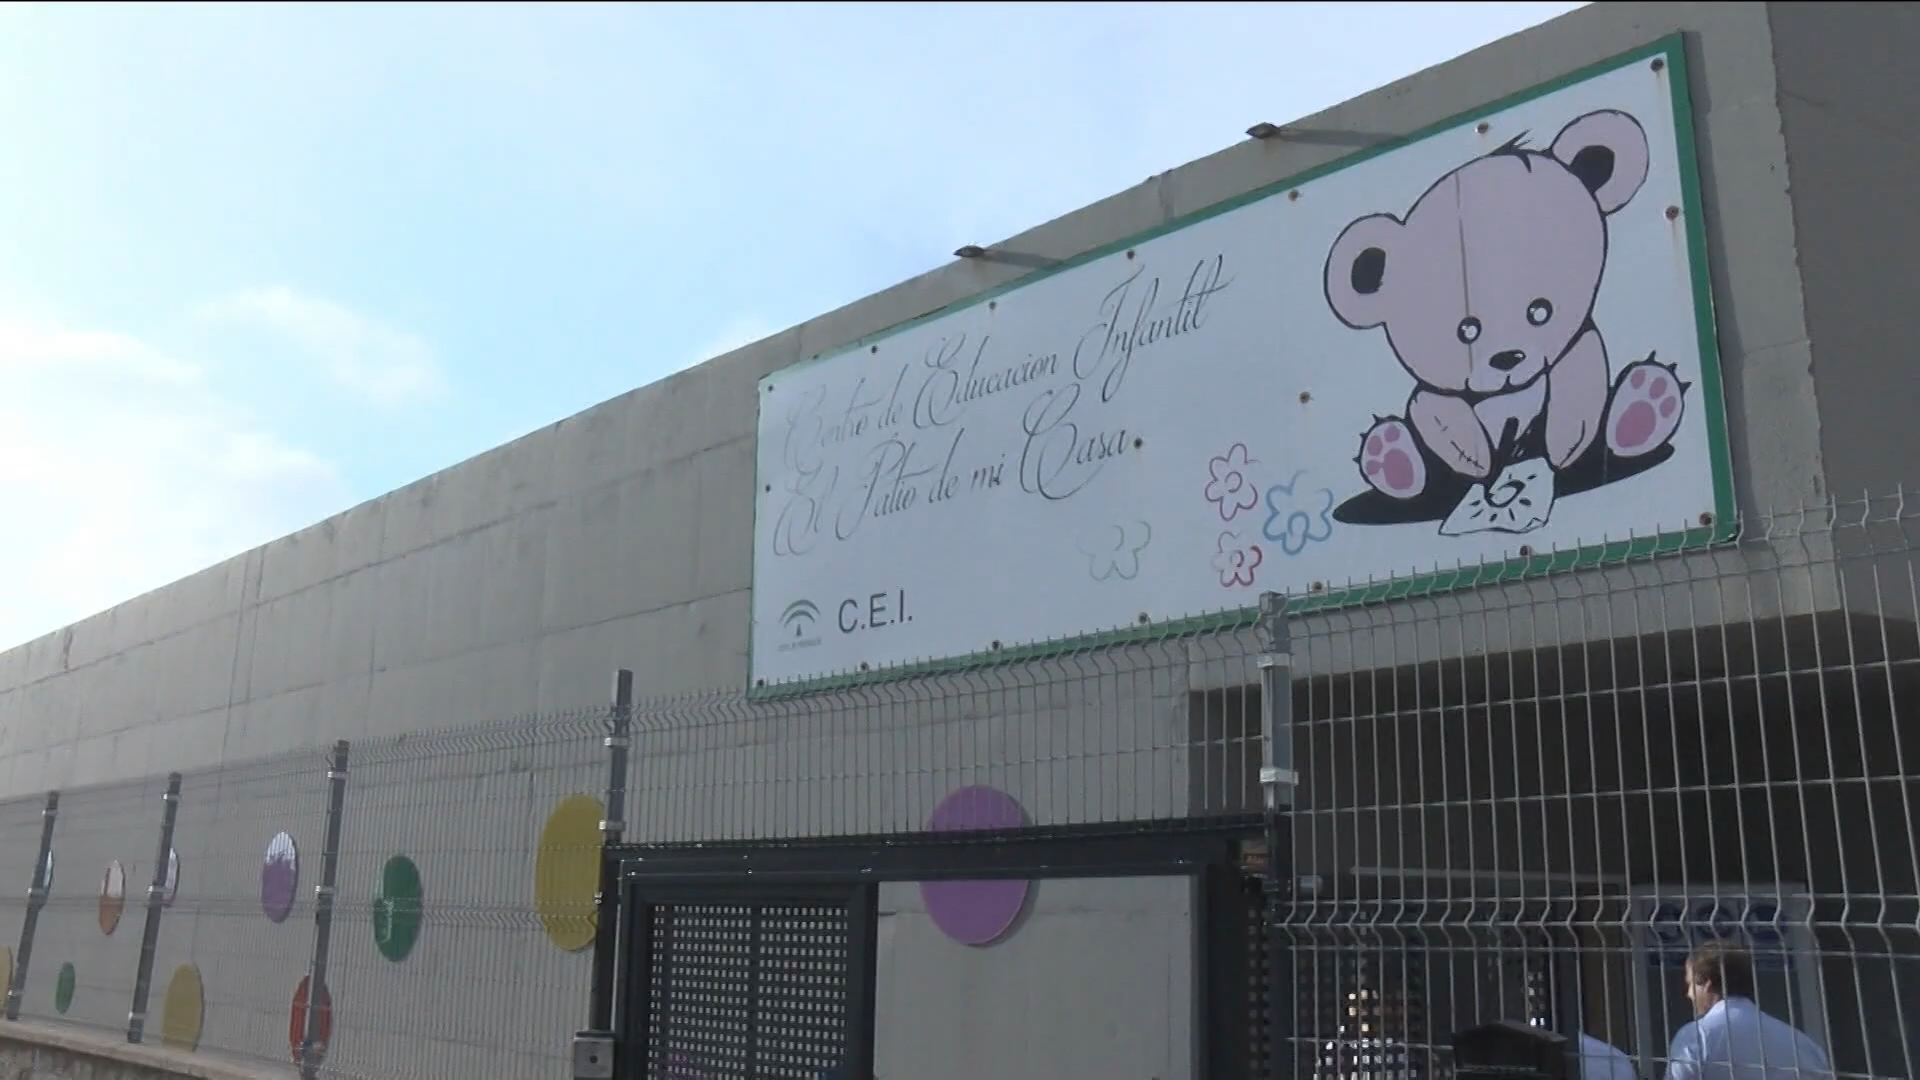 Centro de Educacion Infantil
El Patio de mi Casa
C.E.I.